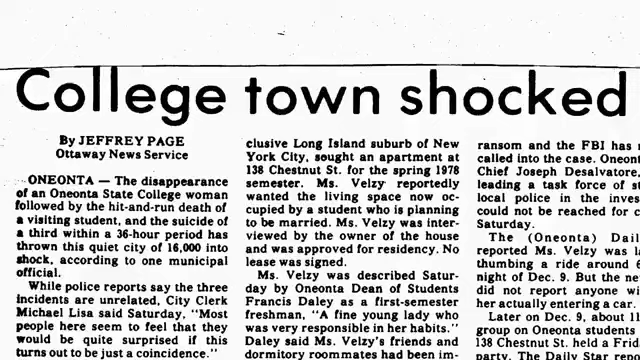 College town shocked
By JEFFREY PAGE
Ottaway News Service
ONEONTA — The disappearance
of an Oneonta State College woman
followed by the hit-and-run death of
a visiting student, and the suicide of
a third within a 36-hour period has
thrown this quiet city of 16,000 into
shock, according to one municipal
official.
While police reports say the three
incidents are unrelated, City Clerk
Michael Lisa said Saturday, "Most
people here seem to feel that they
would be quite surprised if this
turns out to be just a coincidence."
clusive Long Island suburb of New
York City, sought an apartment at
138 Chestnut St. for the spring 1978
semester. Ms. Velzy reportedly
wanted the living space now oc-
cupied by a student who is planning
to be married. Ms. Velzy was inter-
viewed by the owner of the house
and was approved for residency. No
lease was signed.
Ms. Velzy was described Satur-
day by Oneonta Dean of Students
Francis Daley as a first-semester
freshman, "A fine young lady who
was very responsible in her habits."
Daley said Ms. Velzy's friends and
dormitory roommates had been im-
ransom and the FBI has
called into the case. Oneont
Chief Joseph Desalvatore,
leading a task force of st
local police in the inves
could not be reached for c
Saturday.
The (Oneonta) Dail
reported Ms. Velzy was la
thumbing a ride around 6
night of Dec. 9. But the ne
did not report anyone wi
her actually entering a car.
Later on Dec. 9, about 11
group on Oneonta students
138 Chestnut St. held a Frid
party. The Daily Star re